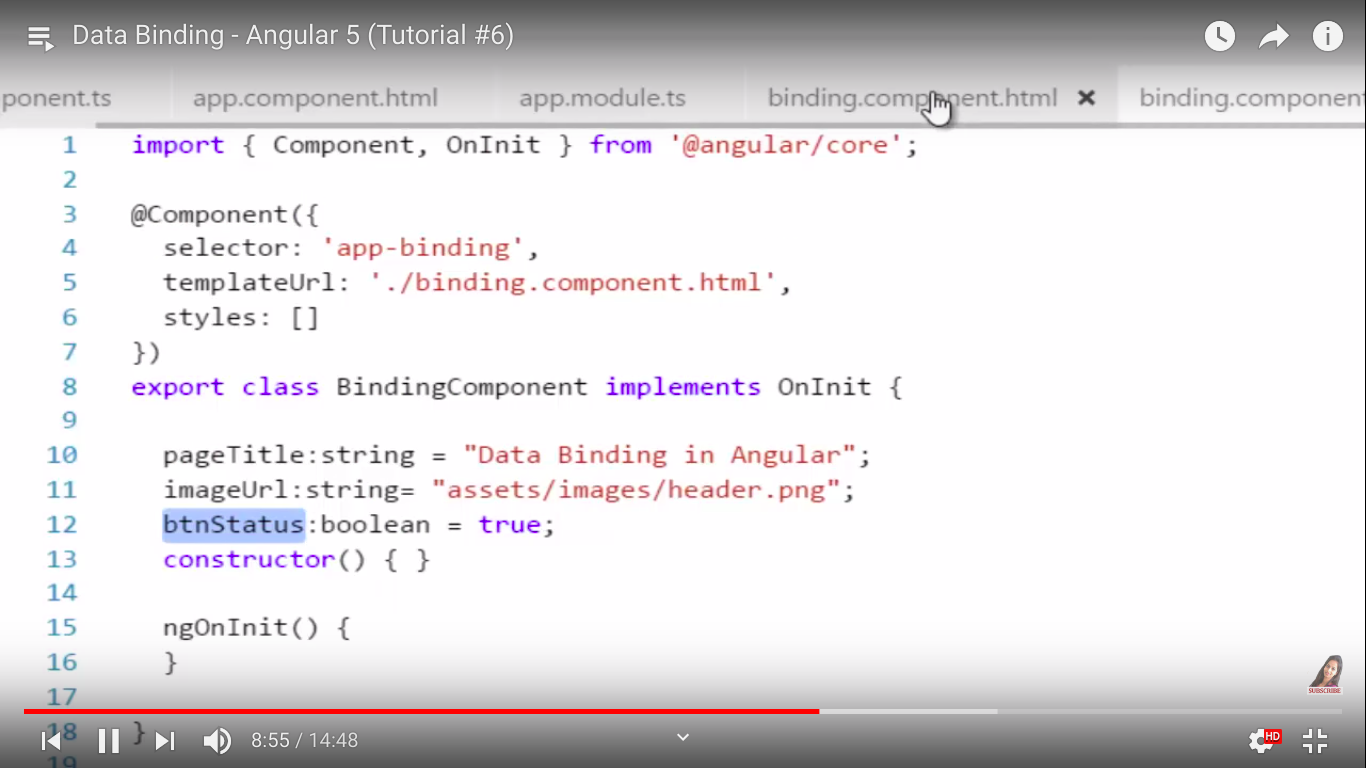 Data Binding - Angular 5 (Tutorial #6)
ponent.ts app.component.html app.module.ts binding.component.html binding.componen
1 import { Component, OnInit } from '@angular/core';
2
3 @Component({
4 selector: 'app-binding',
5 templateUrl: './binding.component.html',
6 styles: []
7 })
8 export class BindingComponent implements OnInit {
9
10 pageTitle:string = "Data Binding in Angular";
11 imageUrl:string= "assets/images/header.png";
12 btnStatus:boolean = true;
13 constructor() { }
14
15 ngOnInit() {
16 }
17
18 }
19
SUBSCRIBE
8:55 / 14:48
HD